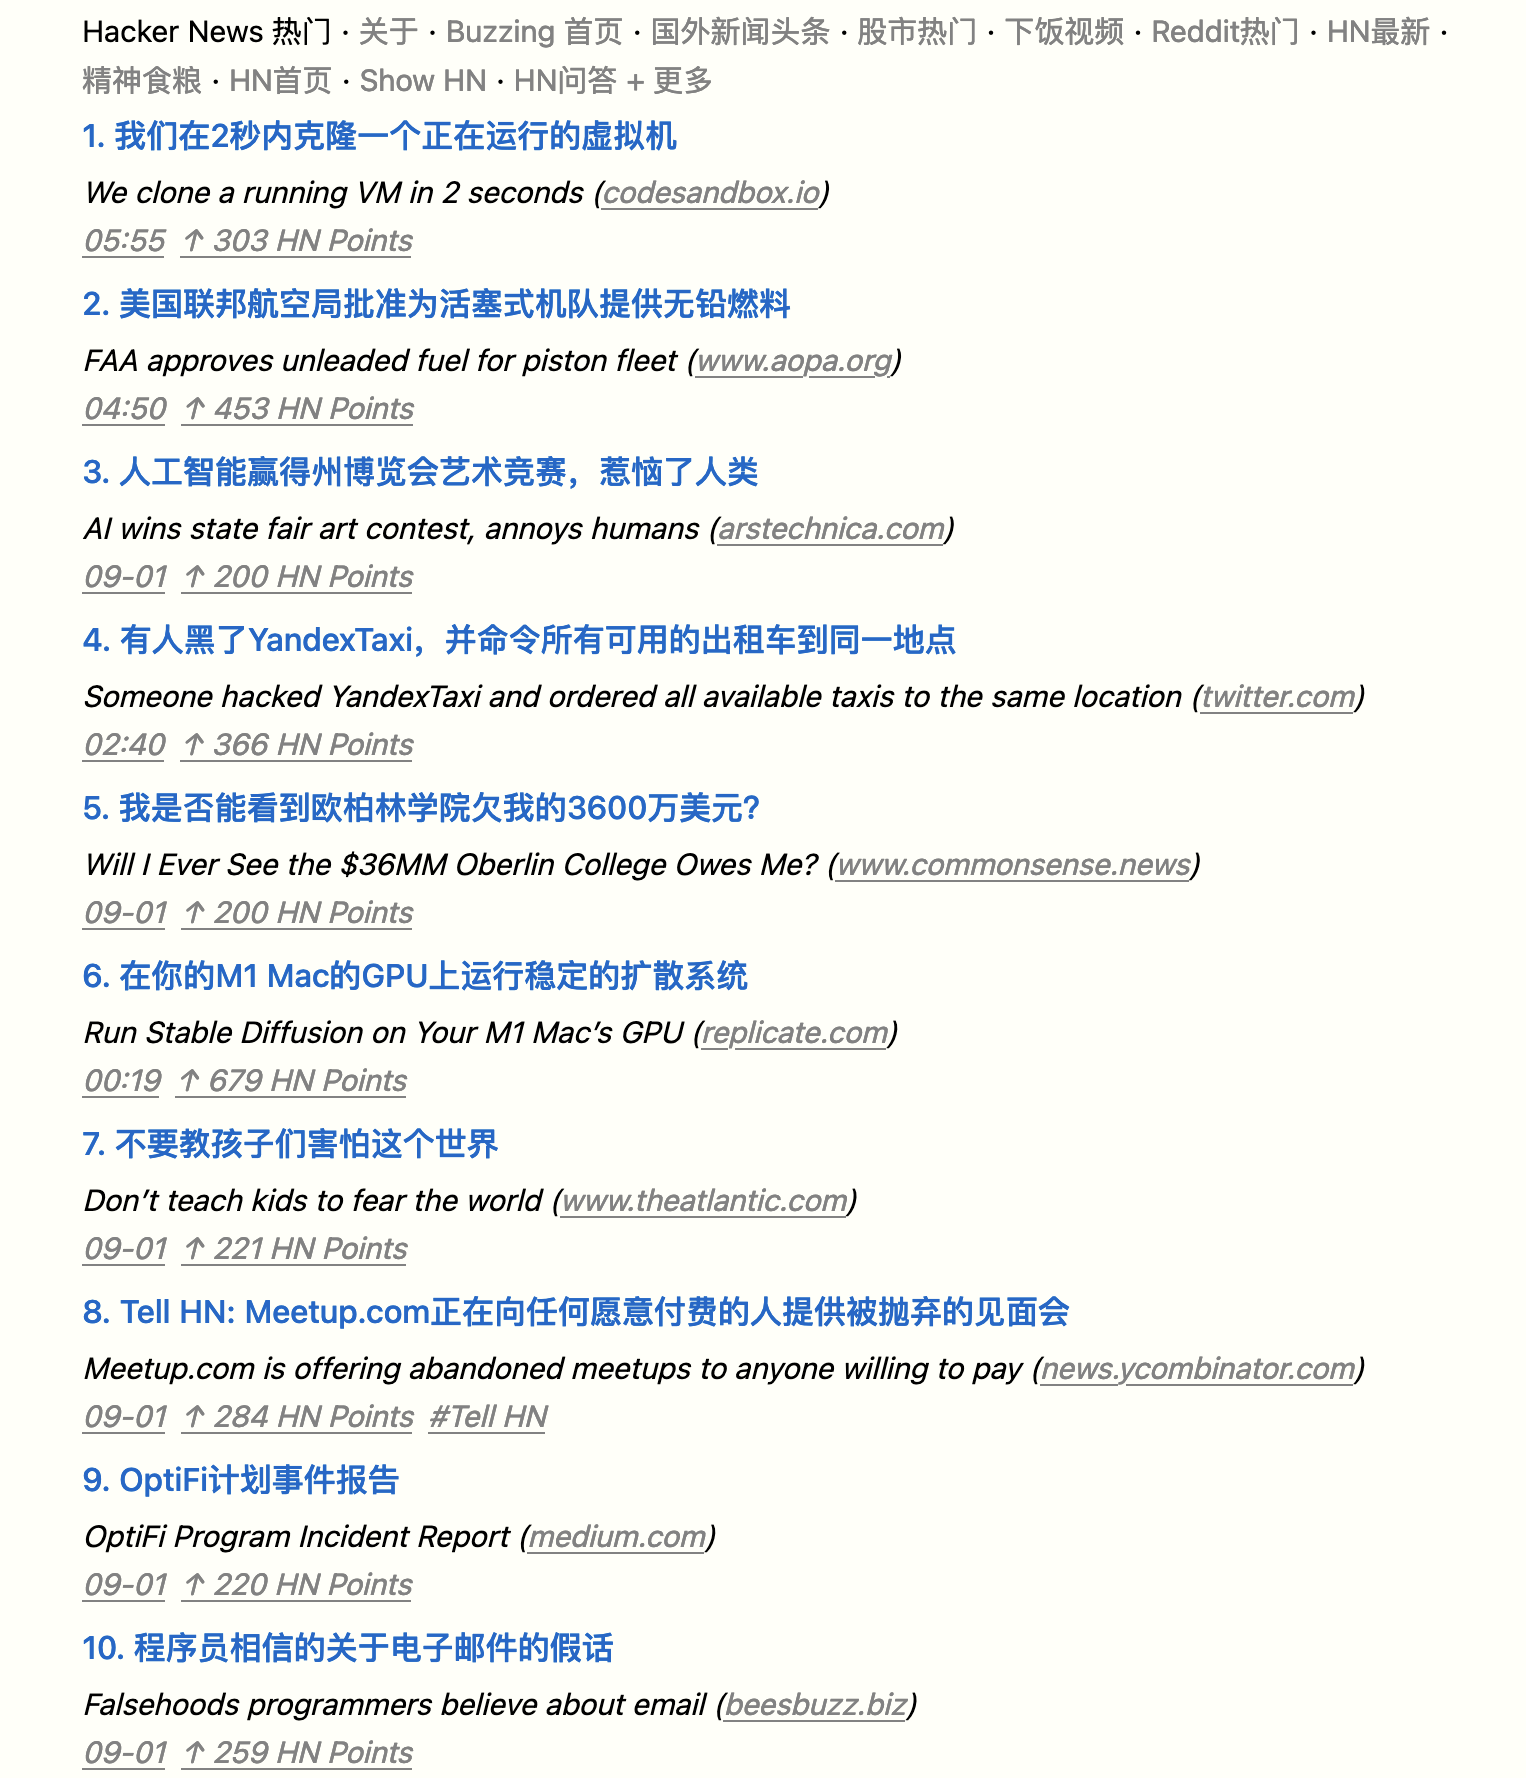 Hacker News 热门 · 关于 · Buzzing 首页 · 国外新闻头条 · 股市热门 · 下饭视频 · Reddit热门 · HN最新 ·
精神食粮 · HN首页 · Show HN · HN问答 + 更多
1. 我们在2秒内克隆一个正在运行的虚拟机
We clone a running VM in 2 seconds (codesandbox.io)
05:55 ↑ 303 HN Points
2. 美国联邦航空局批准为活塞式机队提供无铅燃料
FAA approves unleaded fuel for piston fleet (www.aopa.org)
04:50 ↑ 453 HN Points
3. 人工智能赢得州博览会艺术竞赛，惹恼了人类
AI wins state fair art contest, annoys humans (arstechnica.com)
09-01 ↑ 200 HN Points
4. 有人黑了YandexTaxi，并命令所有可用的出租车到同一地点
Someone hacked YandexTaxi and ordered all available taxis to the same location (twitter.com)
02:40 ↑ 366 HN Points
5. 我是否能看到欧柏林学院欠我的3600万美元？
Will I Ever See the $36MM Oberlin College Owes Me? (www.commonsense.news)
09-01 ↑ 200 HN Points
6. 在你的M1 Mac的GPU上运行稳定的扩散系统
Run Stable Diffusion on Your M1 Mac’s GPU (replicate.com)
00:19 ↑ 679 HN Points
7. 不要教孩子们害怕这个世界
Don’t teach kids to fear the world (www.theatlantic.com)
09-01 ↑ 221 HN Points
8. Tell HN: Meetup.com正在向任何愿意付费的人提供被抛弃的见面会
Meetup.com is offering abandoned meetups to anyone willing to pay (news.ycombinator.com)
09-01 ↑ 284 HN Points #Tell HN
9. OptiFi计划事件报告
OptiFi Program Incident Report (medium.com)
09-01 ↑ 220 HN Points
10. 程序员相信的关于电子邮件的假话
Falsehoods programmers believe about email (beesbuzz.biz)
09-01 ↑ 259 HN Points